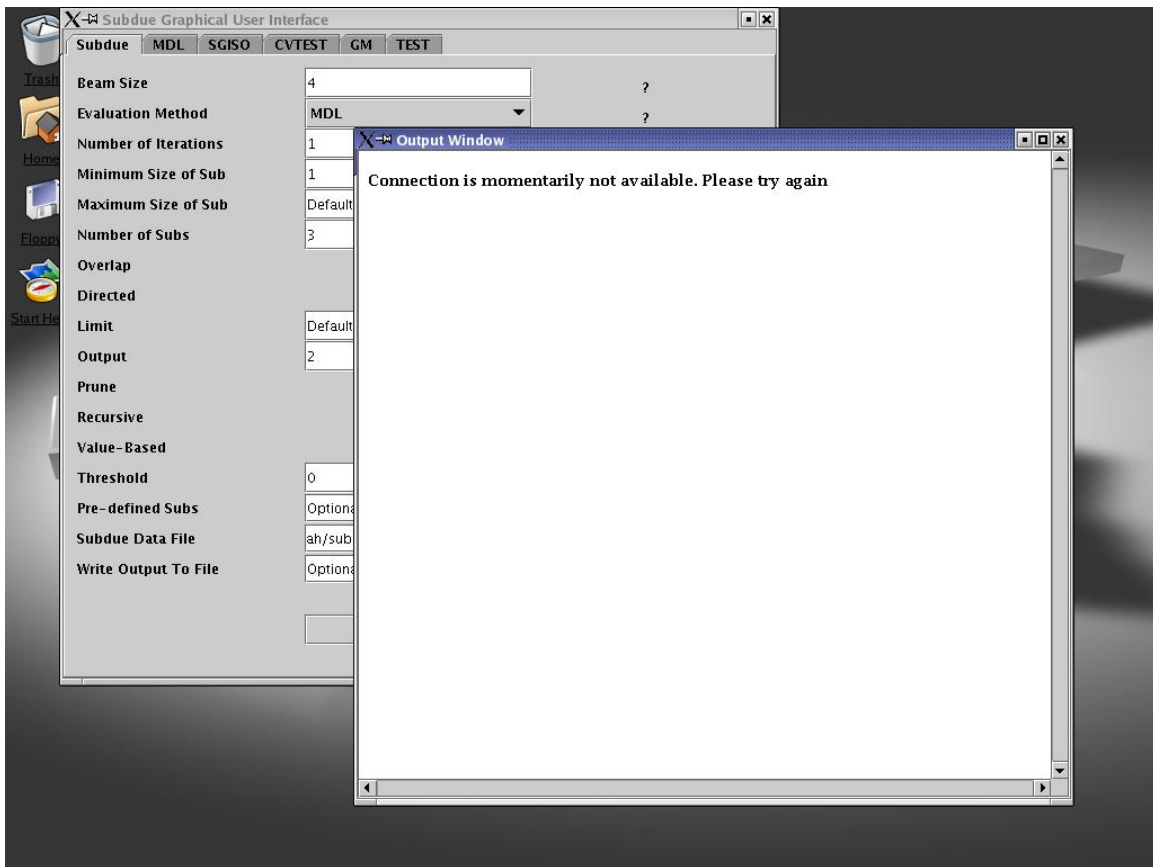 Subdue Graphical User Interface
Subdue MDL SGISO CVTEST GM TEST
Trash
Home
Floppy
Start He
Beam Size 4 ?
Evaluation Method MDL ?
Number of Iterations 1
Minimum Size of Sub 1
Maximum Size of Sub Default
Number of Subs 3
Overlap
Directed
Limit Default
Output 2
Prune
Recursive
Value-Based
Threshold 0
Pre-defined Subs Optiona
Subdue Data File ah/sub
Write Output To File Optiona
Output Window
Connection is momentarily not available. Please try again